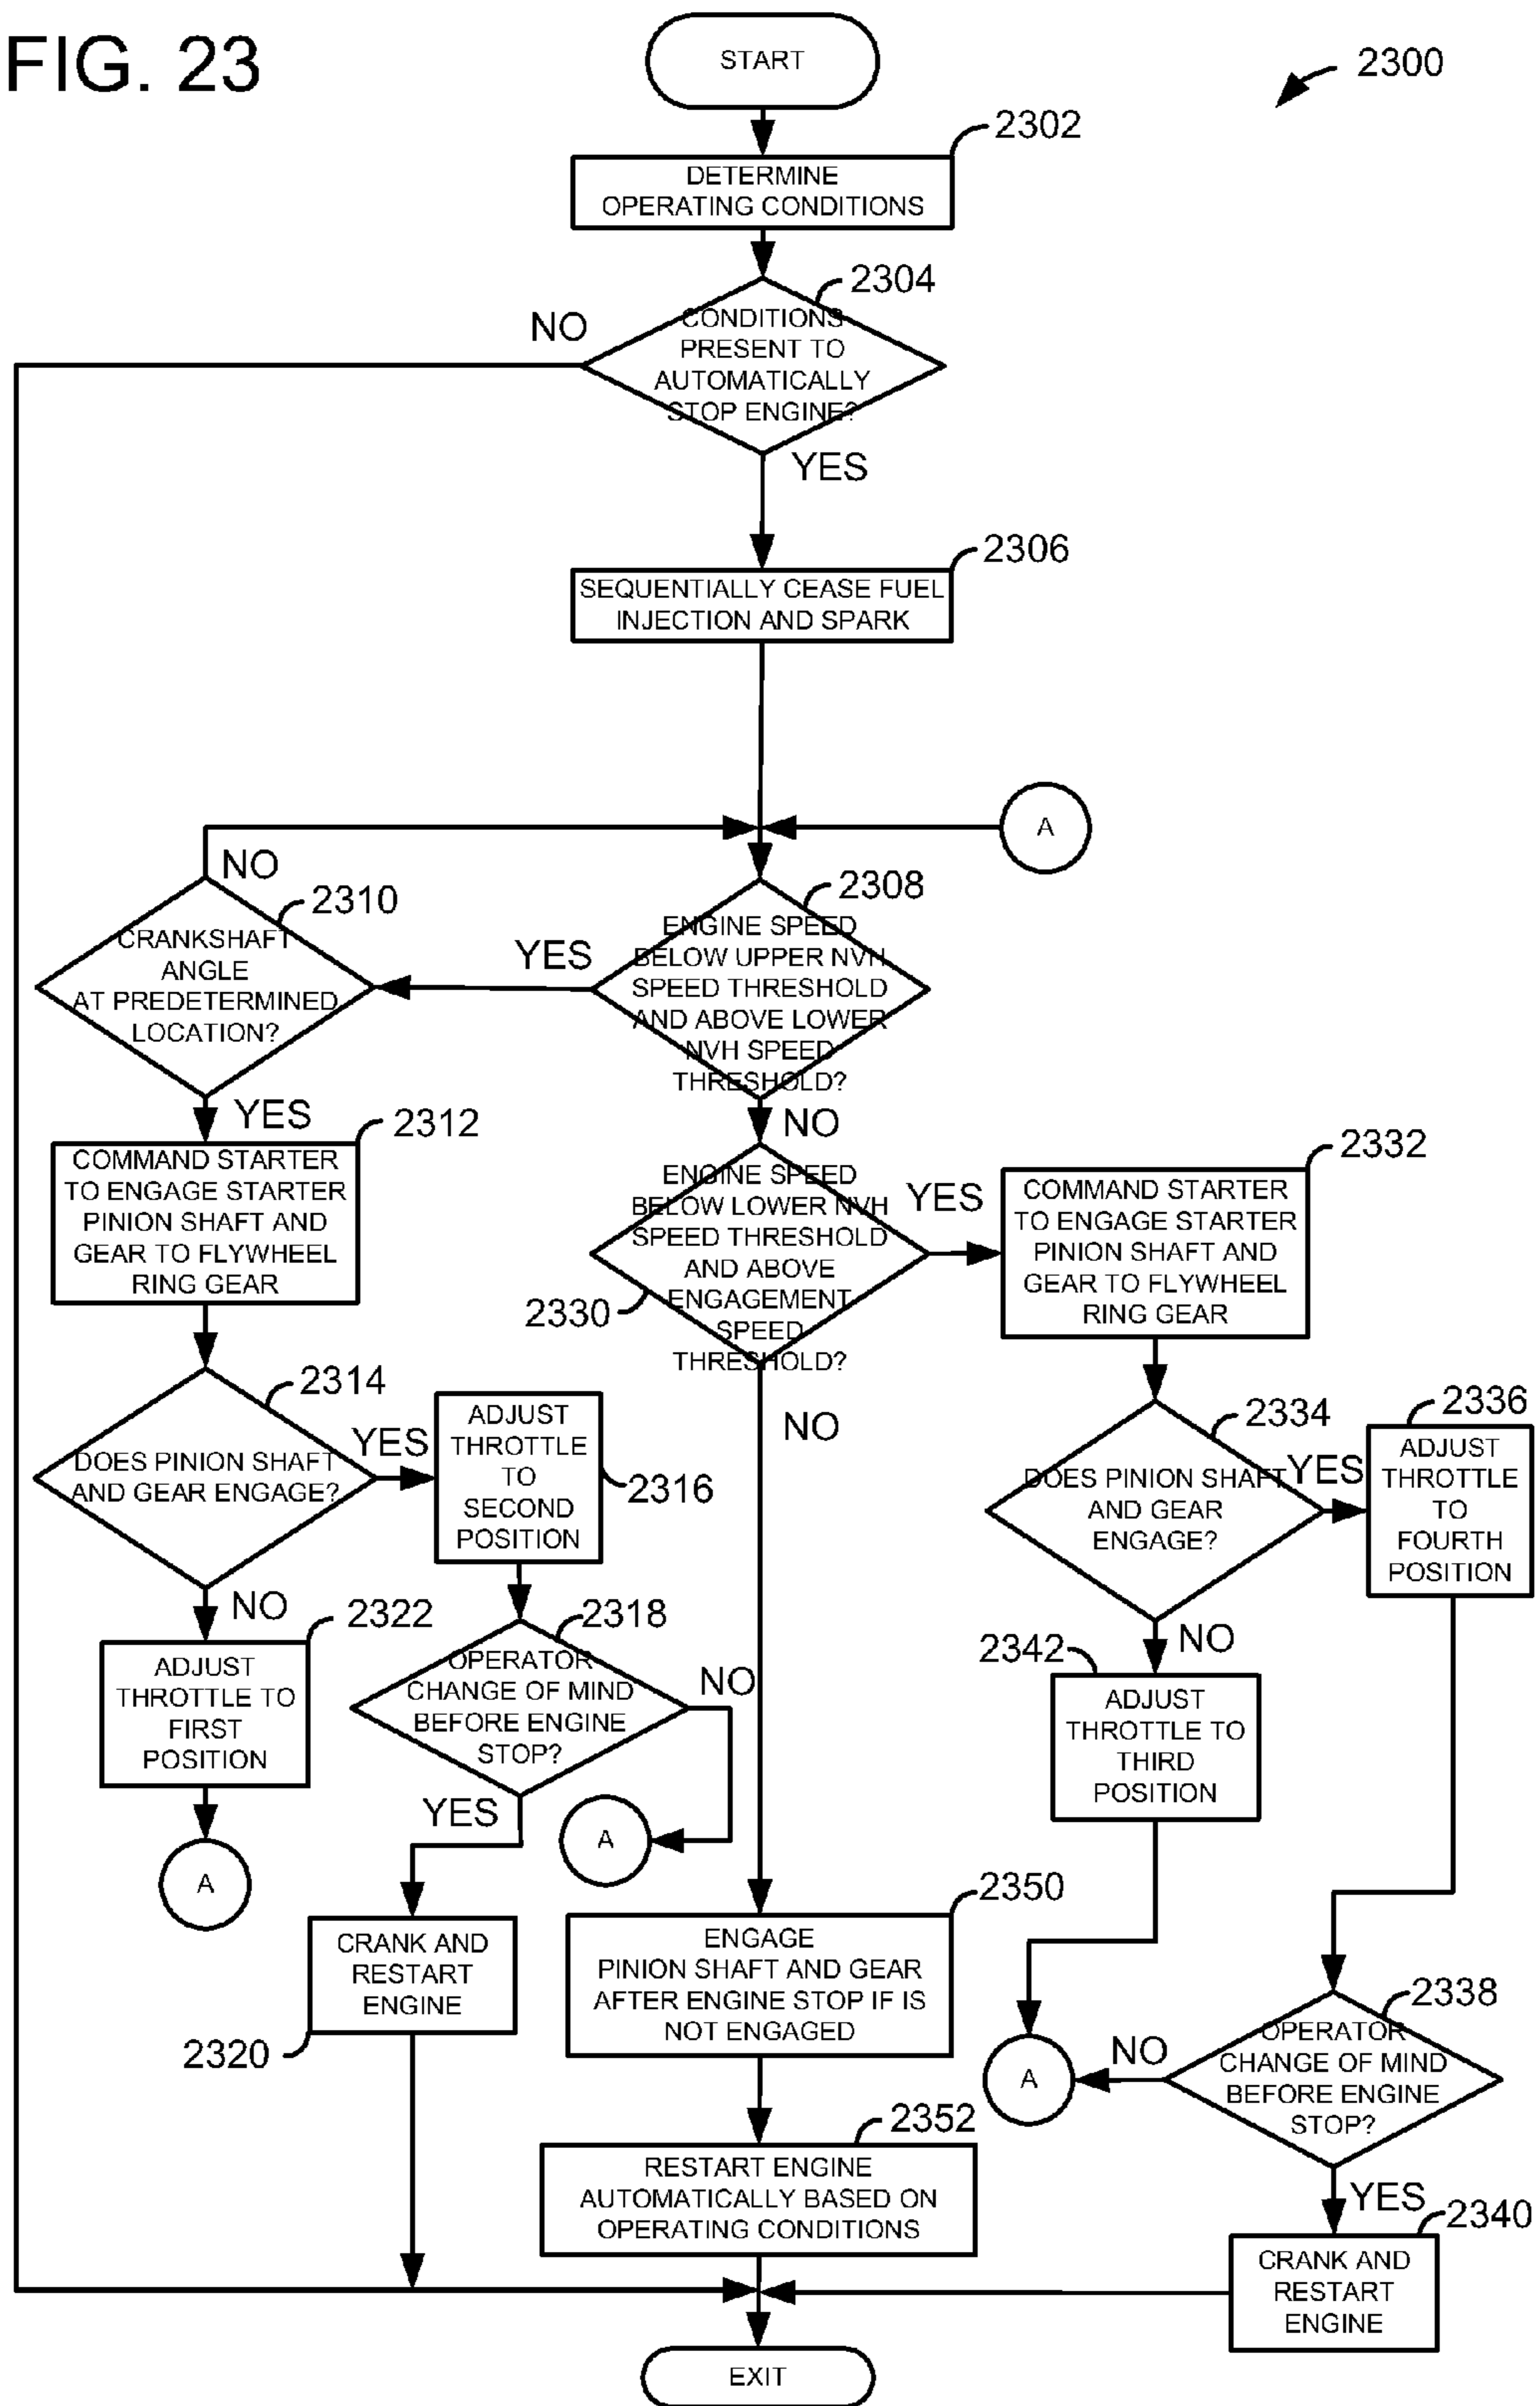 FIG. 23
START
2300
2302
DETERMINE
OPERATING CONDITIONS
2304
NO
CONDITIONS
PRESENT TO
AUTOMATICALLY
STOP ENGINE?
YES
2306
SEQUENTIALLY CEASE FUEL
INJECTION AND SPARK
A
NO
2310
CRANKSHAFT
ANGLE
AT PREDETERMINED
LOCATION?
YES
2308
ENGINE SPEED
BELOW UPPER NVH
SPEED THRESHOLD
AND ABOVE LOWER
NVH SPEED
THRESHOLD?
YES
NO
2312
COMMAND STARTER
TO ENGAGE STARTER
PINION SHAFT AND
GEAR TO FLYWHEEL
RING GEAR
ENGINE SPEED
BELOW LOWER NVH
SPEED THRESHOLD
AND ABOVE
ENGAGEMENT
SPEED
THRESHOLD?
2330
YES
2332
COMMAND STARTER
TO ENGAGE STARTER
PINION SHAFT AND
GEAR TO FLYWHEEL
RING GEAR
NO
2314
DOES PINION SHAFT
AND GEAR ENGAGE?
YES
ADJUST
THROTTLE
TO
SECOND
POSITION
2316
2334
DOES PINION SHAFT
AND GEAR
ENGAGE?
YES
2336
ADJUST
THROTTLE
TO
FOURTH
POSITION
NO
2322
ADJUST
THROTTLE TO
FIRST
POSITION
A
2318
OPERATOR
CHANGE OF MIND
BEFORE ENGINE
STOP?
NO
A
YES
NO
2342
ADJUST
THROTTLE TO
THIRD
POSITION
CRANK AND
RESTART
ENGINE
2320
2350
ENGAGE
PINION SHAFT AND GEAR
AFTER ENGINE STOP IF IS
NOT ENGAGED
A
NO
2338
OPERATOR
CHANGE OF MIND
BEFORE ENGINE
STOP?
2352
RESTART ENGINE
AUTOMATICALLY BASED ON
OPERATING CONDITIONS
YES
2340
CRANK AND
RESTART
ENGINE
EXIT